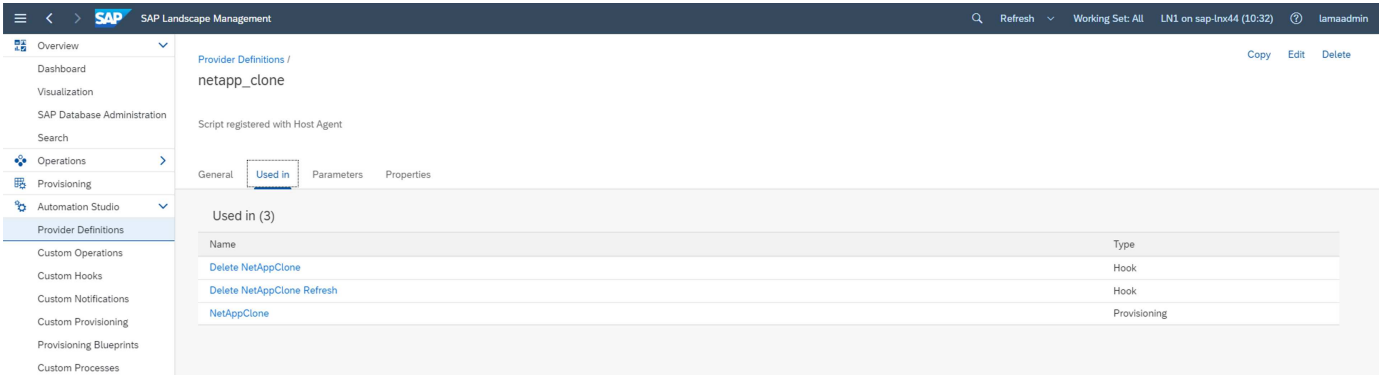 SAP SAP Landscape Management Refresh Working Set: All LN1 on sap-lnx44 (10:32) lamaadmin
Overview
Dashboard
Visualization
SAP Database Administration
Search
Operations
Provisioning
Automation Studio
Provider Definitions
Custom Operations
Custom Hooks
Custom Notifications
Custom Provisioning
Provisioning Blueprints
Custom Processes
Provider Definitions /
Copy Edit Delete
netapp_clone
Script registered with Host Agent
General Used in Parameters Properties
Used in (3)
Name Type
Delete NetAppClone Hook
Delete NetAppClone Refresh Hook
NetAppClone Provisioning